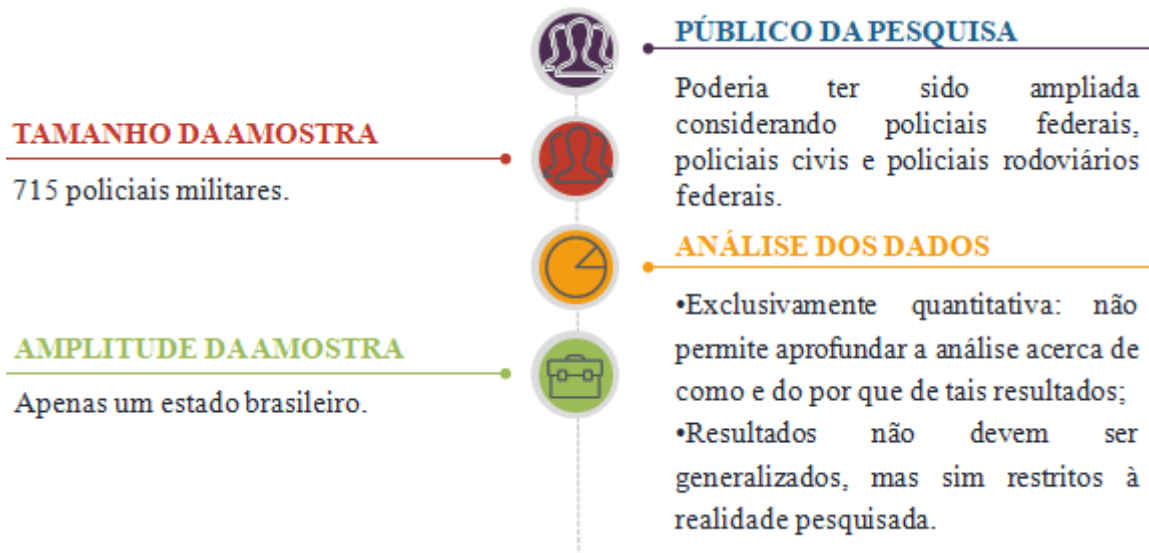 PÚBLICO DA PESQUISA
Poderia ter sido ampliada
considerando policiais federais,
policiais civis e policiais rodoviários
federais.
TAMANHO DA AMOSTRA
715 policiais militares.
ANÁLISE DOS DADOS
•Exclusivamente quantitativa: não
permite aprofundar a análise acerca de
como e do por que de tais resultados;
•Resultados não devem ser
generalizados, mas sim restritos à
realidade pesquisada.
AMPLITUDE DA AMOSTRA
Apenas um estado brasileiro.